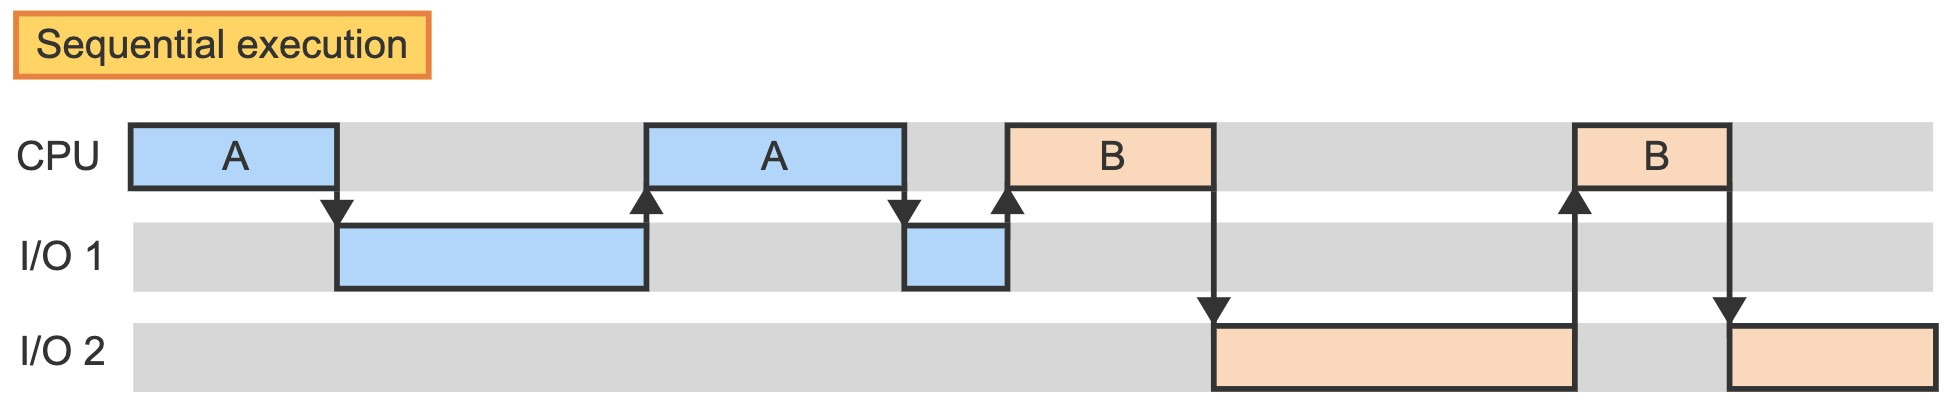 Sequential execution
CPU
A
A
B
B
I/O 1
I/O 2